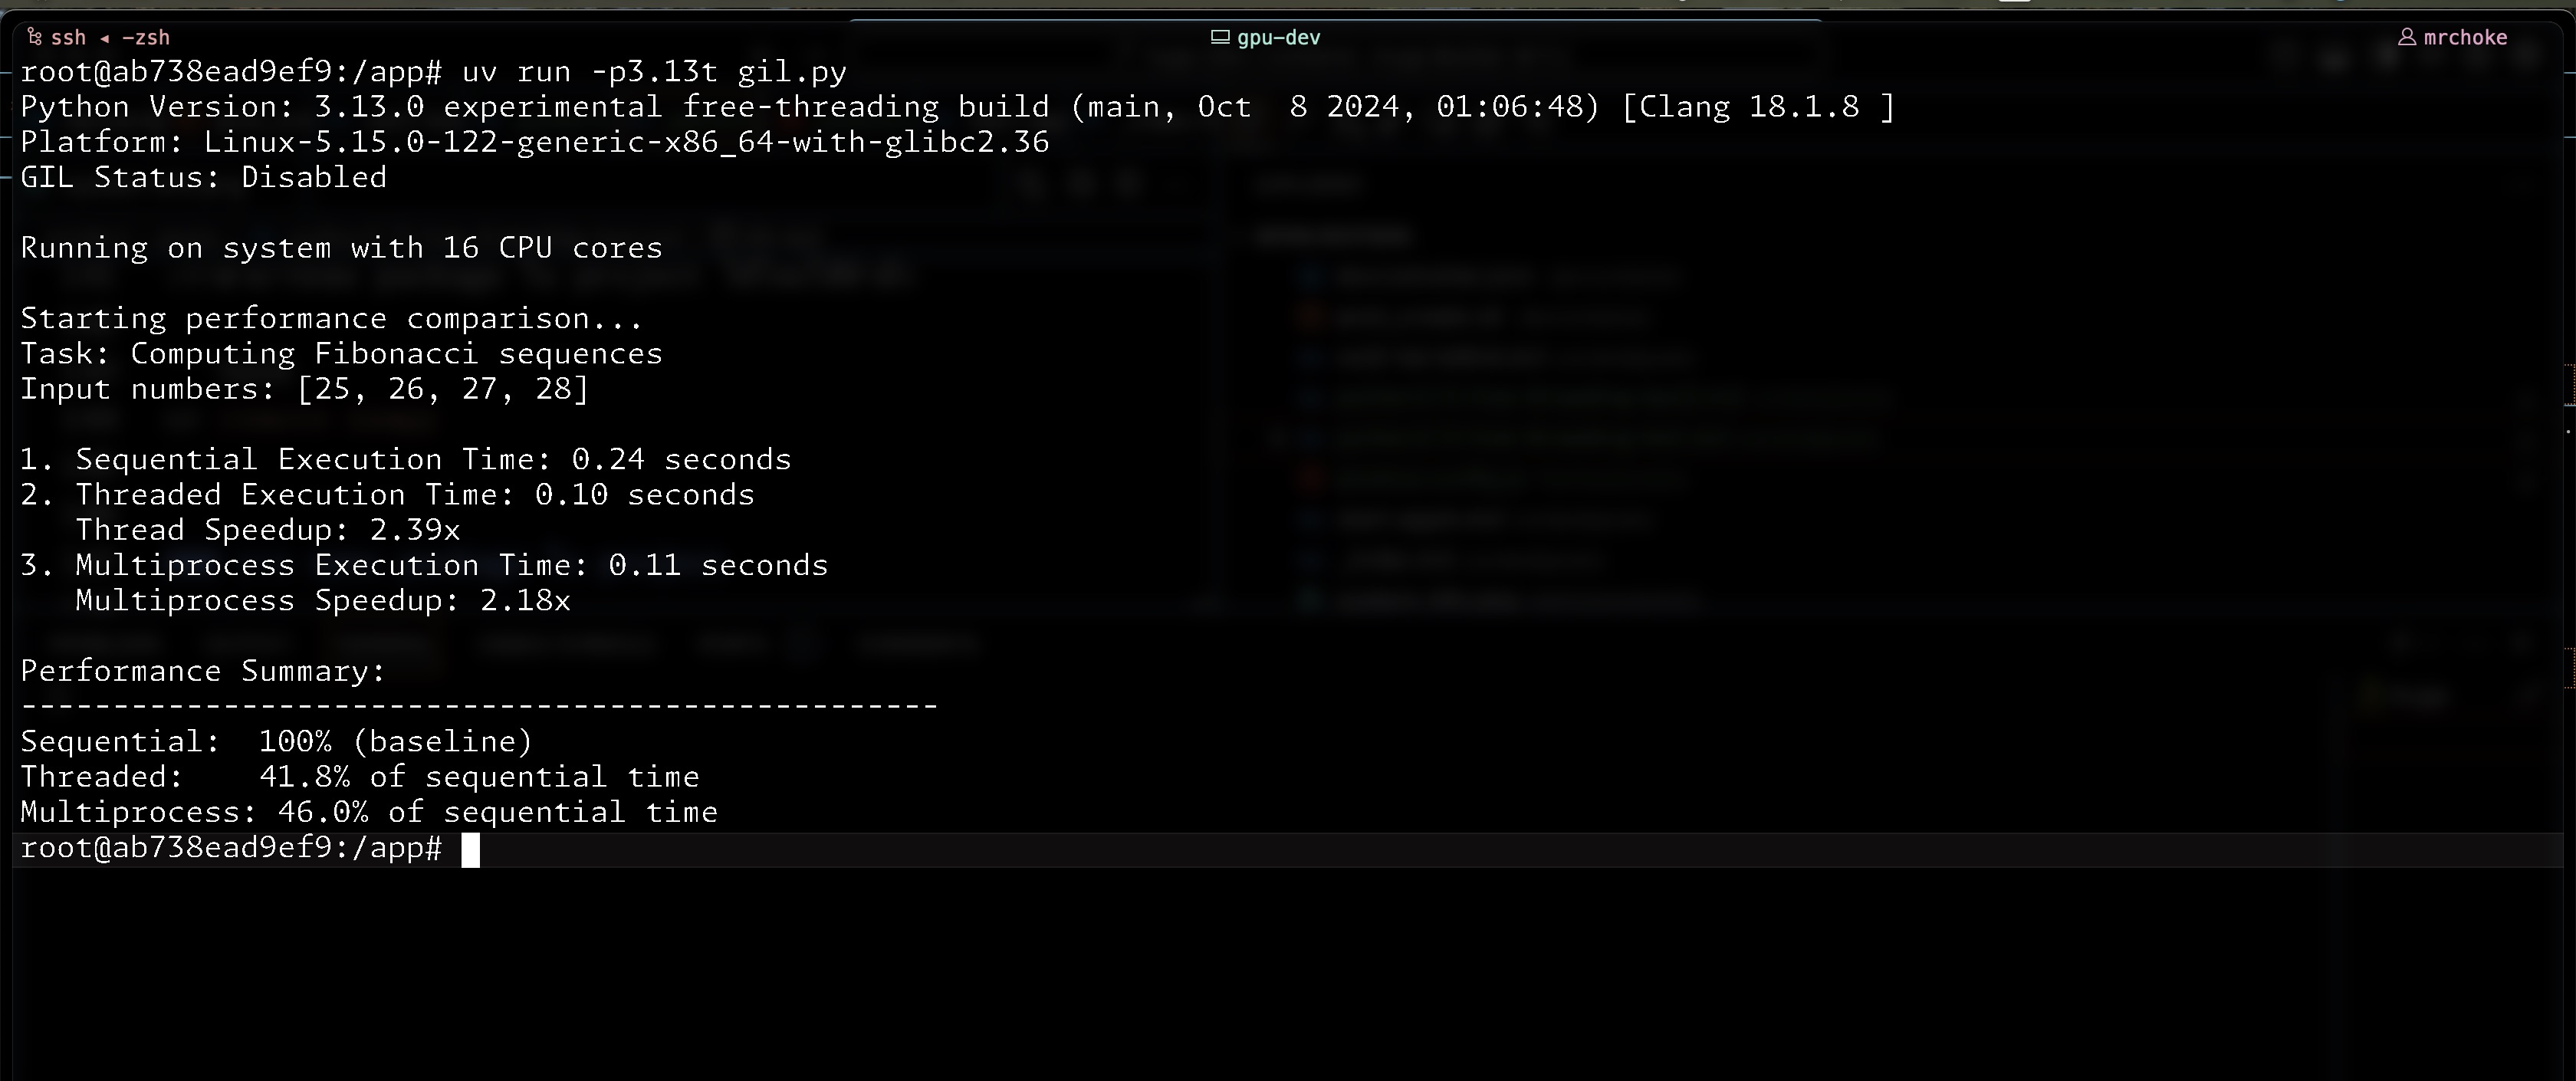 ssh ◂ -zsh
gpu-dev
mrchoke
root@ab738ead9ef9:/app# uv run -p3.13t gil.py
Python Version: 3.13.0 experimental free-threading build (main, Oct  8 2024, 01:06:48) [Clang 18.1.8 ]
Platform: Linux-5.15.0-122-generic-x86_64-with-glibc2.36
GIL Status: Disabled
Running on system with 16 CPU cores
Starting performance comparison...
Task: Computing Fibonacci sequences
Input numbers: [25, 26, 27, 28]
1. Sequential Execution Time: 0.24 seconds
2. Threaded Execution Time: 0.10 seconds
   Thread Speedup: 2.39x
3. Multiprocess Execution Time: 0.11 seconds
   Multiprocess Speedup: 2.18x
Performance Summary:
--------------------------------------------------
Sequential:  100% (baseline)
Threaded:    41.8% of sequential time
Multiprocess: 46.0% of sequential time
root@ab738ead9ef9:/app#